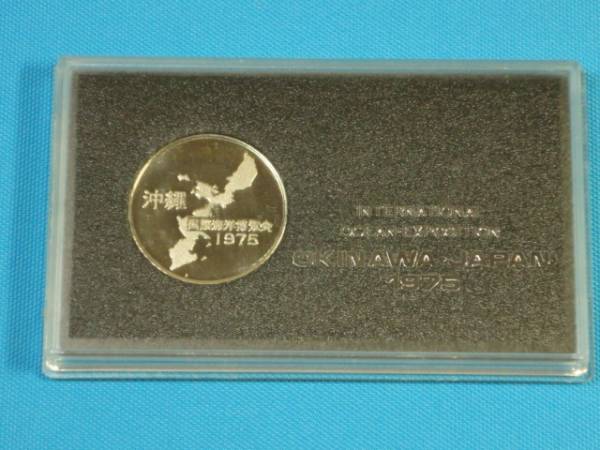 沖縄
国際海洋博覧会
1975
INTERNATIONAL
OCEAN·EXPOSITION
OKINAWA·JAPAN
1975